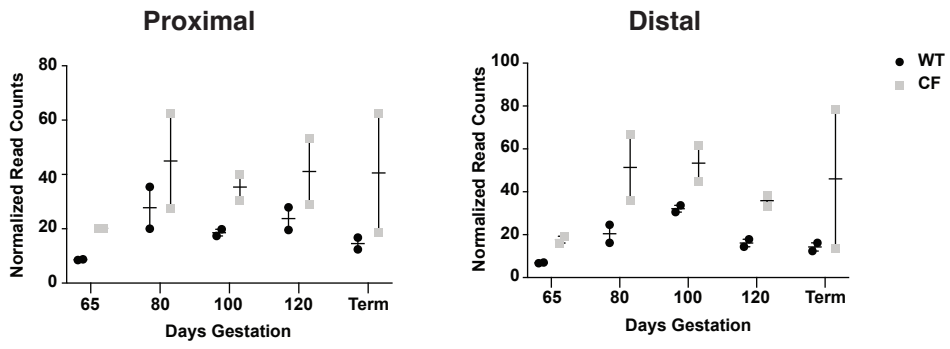 Proximal
Normalized Read Counts
80
60
40
20
0
65
80
100
120
Term
Days Gestation
Distal
Normalized Read Counts
100
80
60
40
20
0
65
80
100
120
Term
Days Gestation
WT
CF